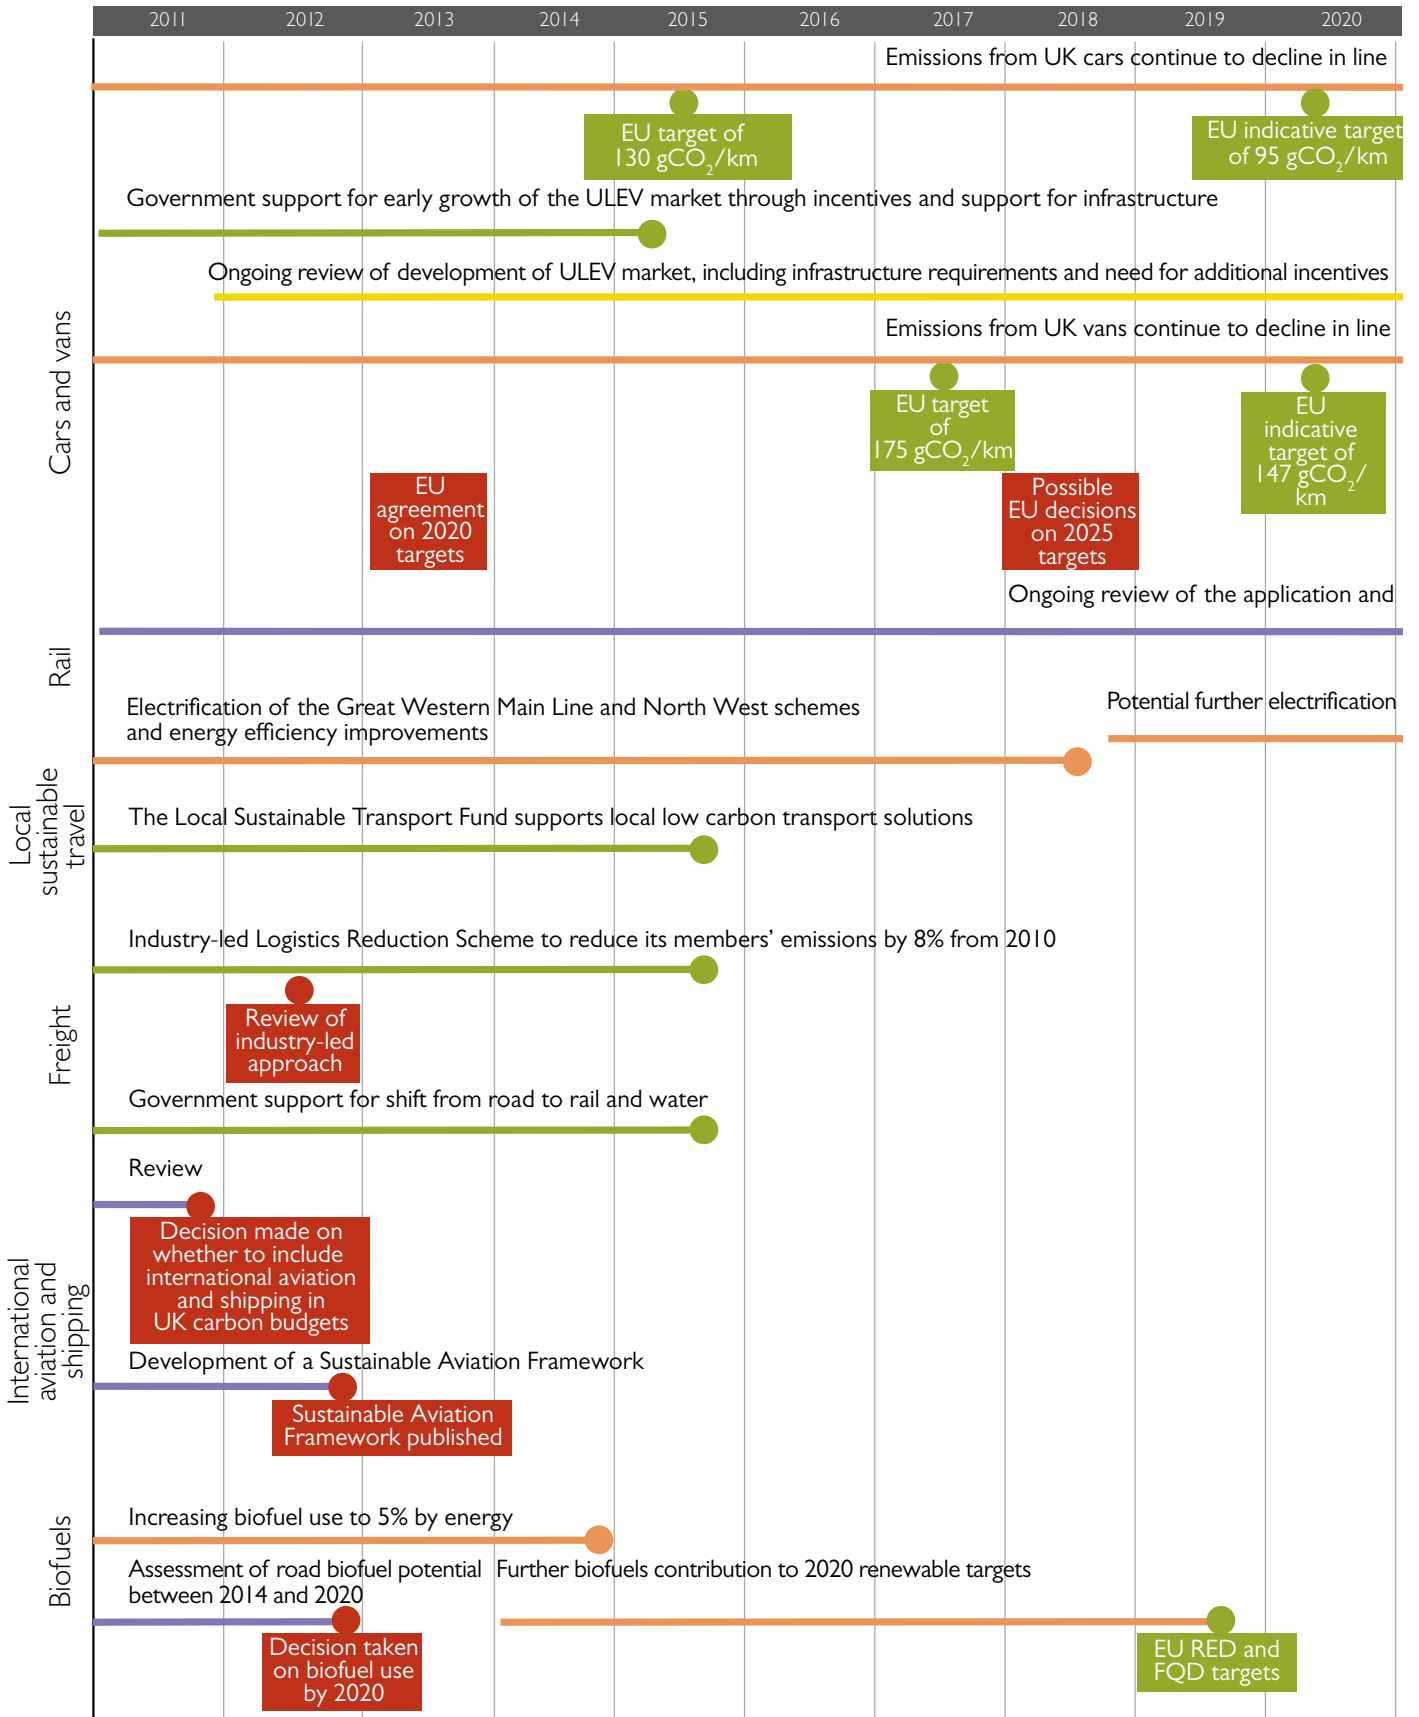 2011 2012 2013 2014 2015 2016 2017 2018 2019 2020
Emissions from UK cars continue to decline in line
EU target of
130 gCO2/km
EU indicative target
of 95 gCO2/km
Government support for early growth of the ULEV market through incentives and support for infrastructure
Ongoing review of development of ULEV market, including infrastructure requirements and need for additional incentives
Cars and vans
Emissions from UK vans continue to decline in line
EU target
of
175 gCO2/km
EU
indicative
target of
147 gCO2/
km
EU
agreement
on 2020
targets
Possible
EU decisions
on 2025
targets
Ongoing review of the application and
Rail
Electrification of the Great Western Main Line and North West schemes
and energy efficiency improvements
Potential further electrification
Local
sustainable
travel
The Local Sustainable Transport Fund supports local low carbon transport solutions
Freight
Industry-led Logistics Reduction Scheme to reduce its members’ emissions by 8% from 2010
Review of
industry-led
approach
Government support for shift from road to rail and water
International
aviation and
shipping
Review
Decision made on
whether to include
international aviation
and shipping in
UK carbon budgets
Development of a Sustainable Aviation Framework
Sustainable Aviation
Framework published
Biofuels
Increasing biofuel use to 5% by energy
Assessment of road biofuel potential
between 2014 and 2020
Further biofuels contribution to 2020 renewable targets
Decision taken
on biofuel use
by 2020
EU RED and
FQD targets